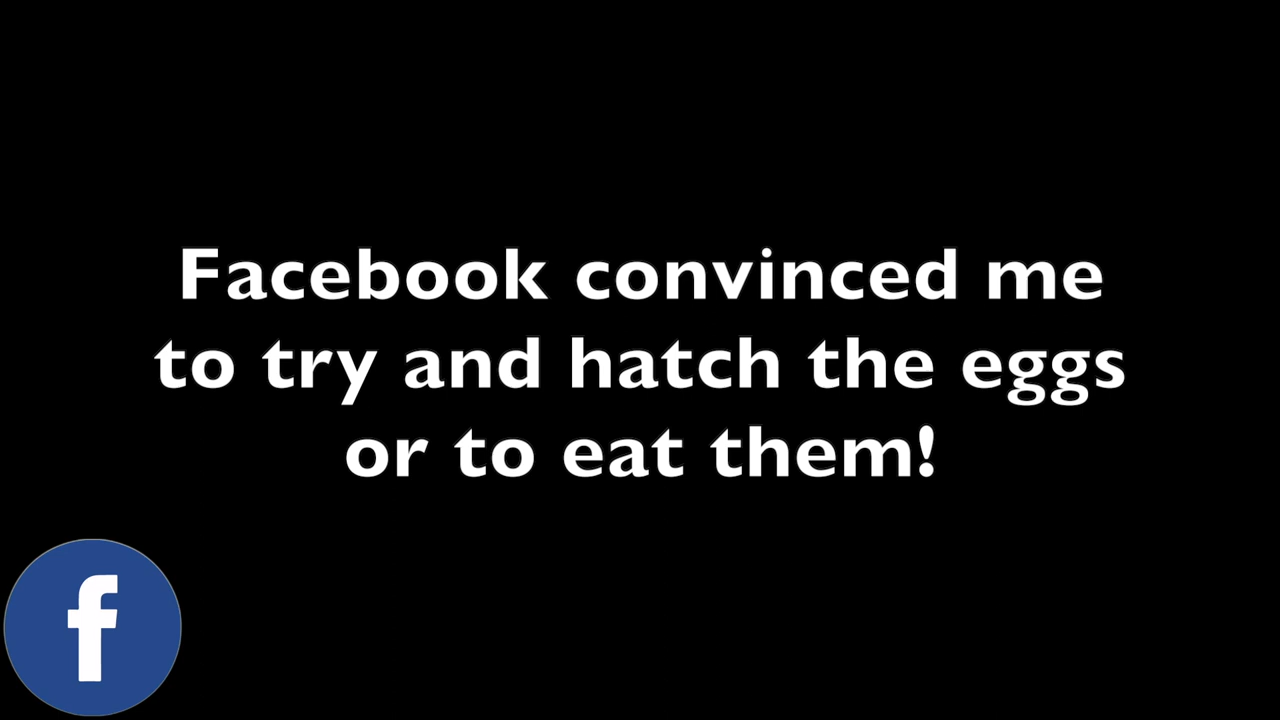 Facebook convinced me
to try and hatch the eggs
or to eat them!
f